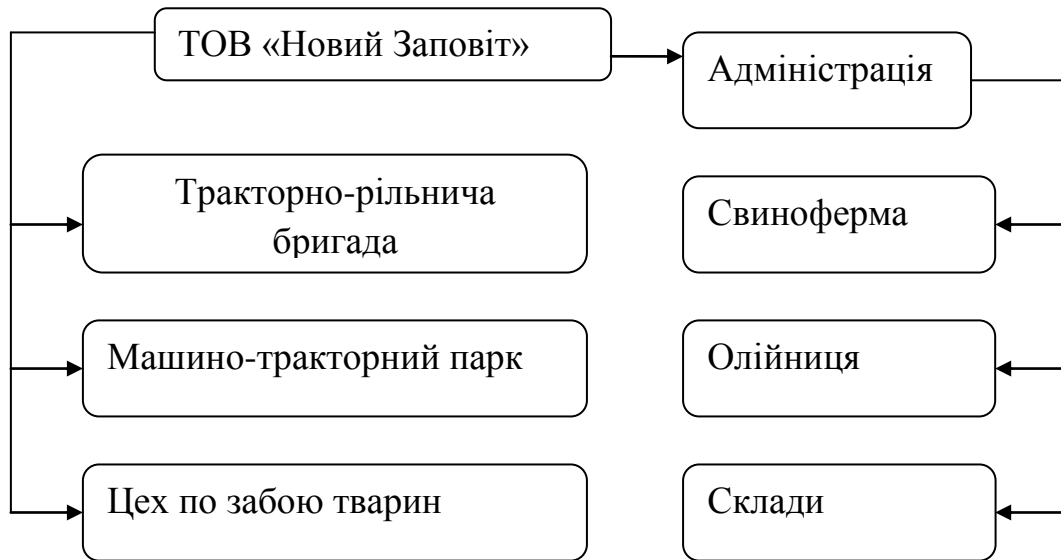 ТОВ «Новий Заповіт»
Адміністрація
Тракторно-рільнича
бригада
Свиноферма
Машино-тракторний парк
Олійниця
Цех по забою тварин
Склади